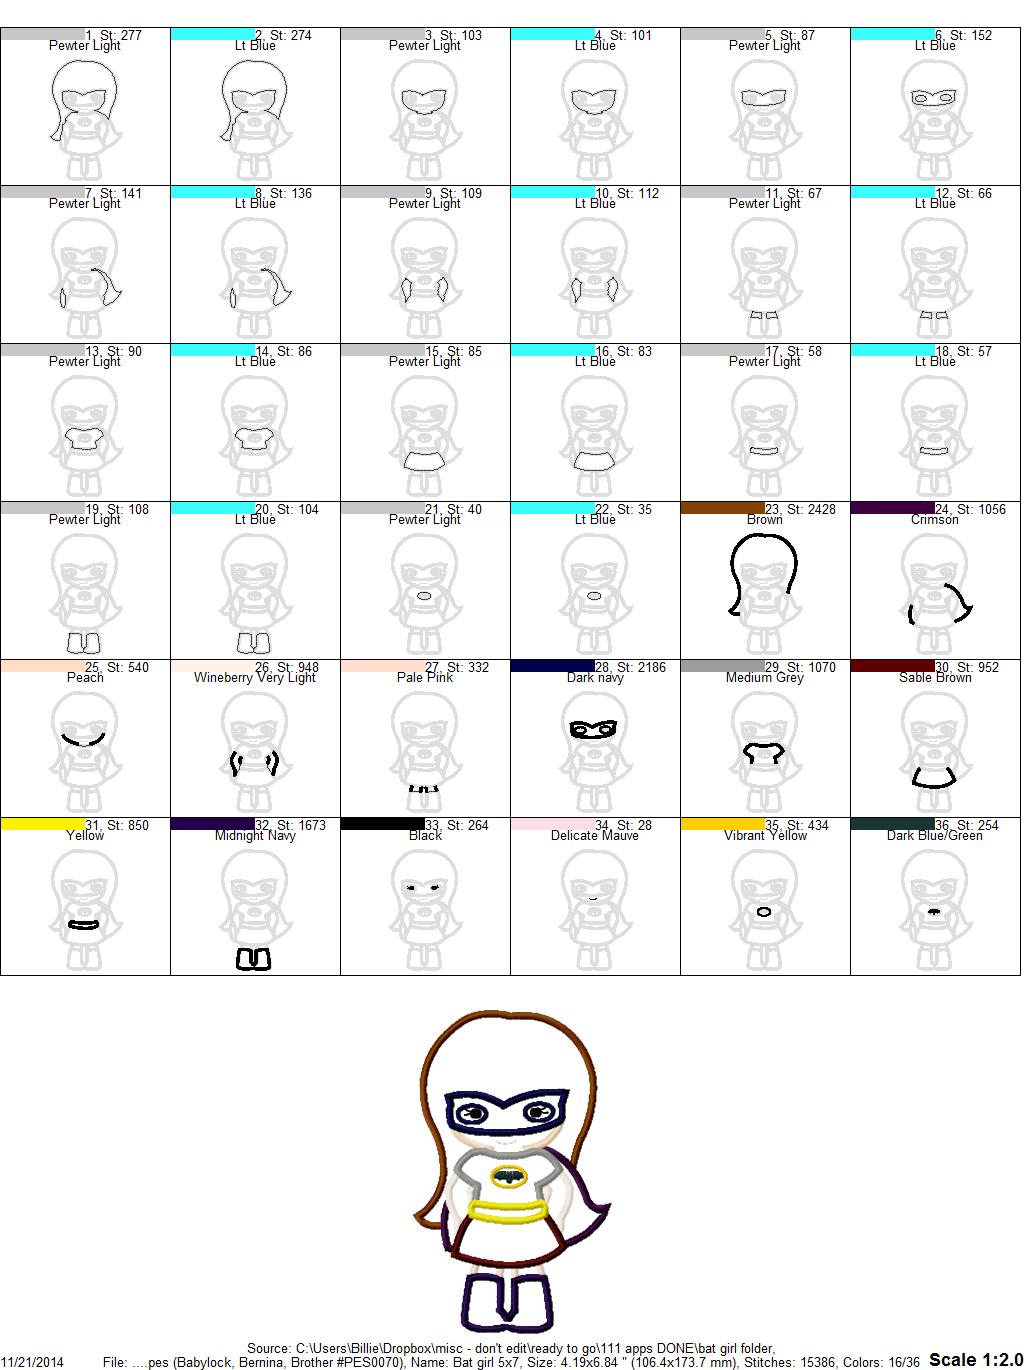 1, St: 277
Pewter Light
2, St: 274
Lt Blue
3, St: 103
Pewter Light
4, St: 101
Lt Blue
5, St: 87
Pewter Light
6, St: 152
Lt Blue
7, St: 141
Pewter Light
8, St: 136
Lt Blue
9, St: 109
Pewter Light
10, St: 112
Lt Blue
11, St: 67
Pewter Light
12, St: 66
Lt Blue
13, St: 90
Pewter Light
14, St: 86
Lt Blue
15, St: 85
Pewter Light
16, St: 83
Lt Blue
17, St: 58
Pewter Light
18, St: 57
Lt Blue
19, St: 108
Pewter Light
20, St: 104
Lt Blue
21, St: 40
Pewter Light
22, St: 35
Lt Blue
23, St: 2428
Brown
24, St: 1056
Crimson
25, St: 540
Peach
26, St: 948
Wineberry Very Light
27, St: 332
Pale Pink
28, St: 2186
Dark navy
29, St: 1070
Medium Grey
30, St: 952
Sable Brown
31, St: 850
Yellow
32, St: 1673
Midnight Navy
33, St: 264
Black
34, St: 28
Delicate Mauve
35, St: 434
Vibrant Yellow
36, St: 254
Dark Blue/Green
Source: C:\Users\Billie\Dropbox\misc - don't edit\ready to go\111 apps DONE\bat girl folder,
11/21/2014 File: ....pes (Babylock, Bernina, Brother #PES0070), Name: Bat girl 5x7, Size: 4.19x6.84 " (106.4x173.7 mm), Stitches: 15386, Colors: 16/36 Scale 1:2.0